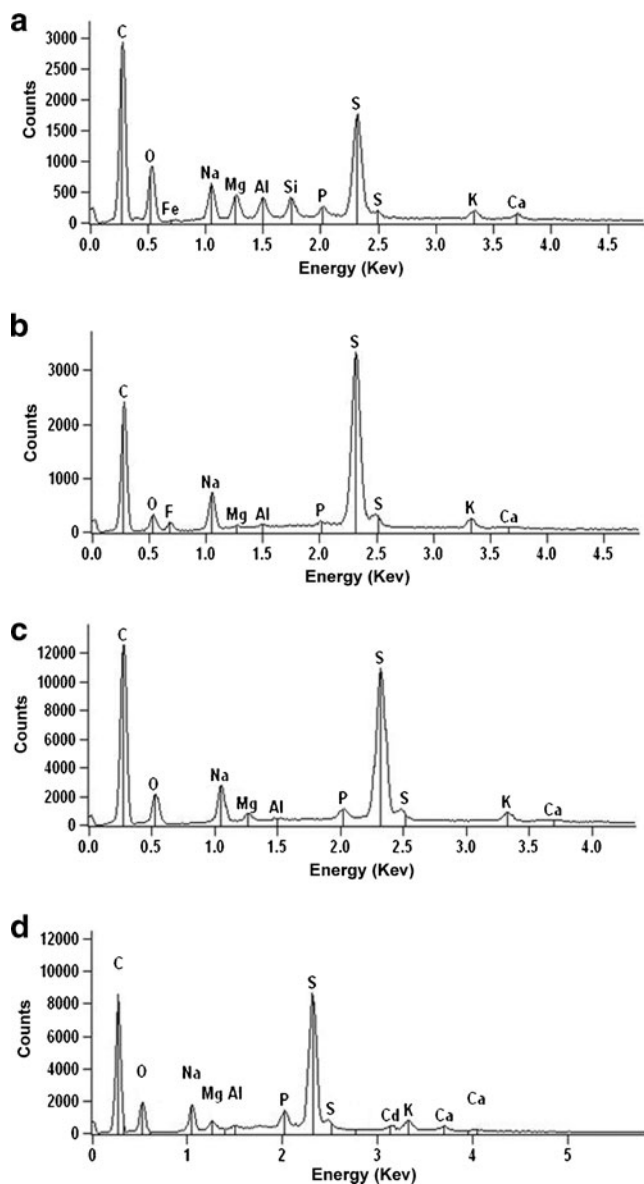 a
C
3000
2500
2000
1500
1000
500
0
Counts
O
Fe
Na
Mg
Al
Si
P
S
S
K
Ca
0.0 0.5 1.0 1.5 2.0 2.5 3.0 3.5 4.0 4.5
Energy (Kev)
b
3000
2000
1000
0
Counts
C
O
F
Na
Mg
Al
P
S
S
K
Ca
0.0 0.5 1.0 1.5 2.0 2.5 3.0 3.5 4.0 4.5
Energy (Kev)
c
12000
10000
8000
6000
4000
2000
0
Counts
C
O
Na
Mg
Al
P
S
S
K
Ca
0.0 0.5 1.0 1.5 2.0 2.5 3.0 3.5 4.0
Energy (Kev)
d
12000
10000
8000
6000
4000
2000
0
Counts
C
O
Na
Mg Al
P
S
S
Cd
K
Ca
Ca
0 1 2 3 4 5
Energy (Kev)